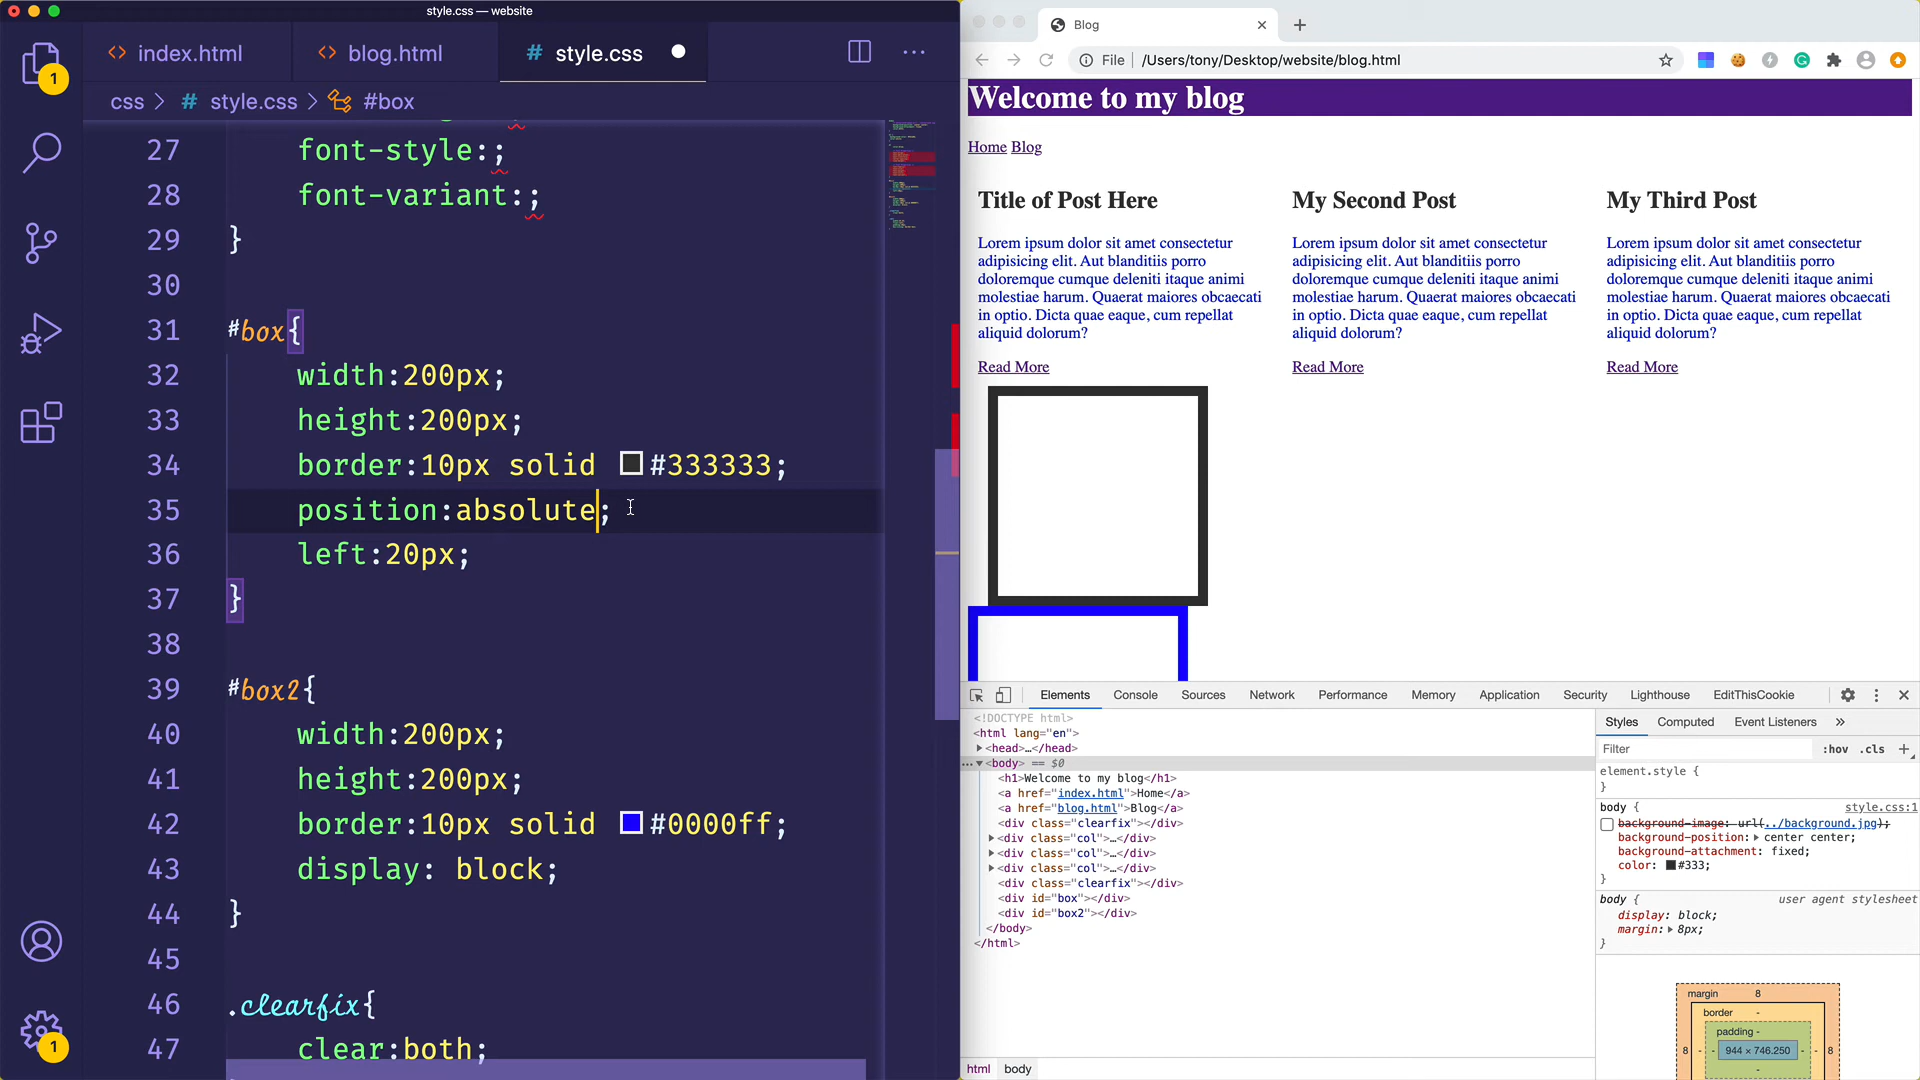 style.css — website
index.html
blog.html
# style.css
css > # style.css > #box
27 font-style:;
28 font-variant:;
29 }
30
31 #box{
32 width:200px;
33 height:200px;
34 border:10px solid #333333;
35 position:absolute;
36 left:20px;
37 }
38
39 #box2{
40 width:200px;
41 height:200px;
42 border:10px solid #0000ff;
43 display: block;
44 }
45
46 .clearfix{
47 clear:both;
1
1
Blog
File | /Users/tony/Desktop/website/blog.html
Welcome to my blog
Home Blog
Title of Post Here
Lorem ipsum dolor sit amet consectetur
adipisicing elit. Aut blanditiis porro
doloremque cumque deleniti itaque animi
molestiae harum. Quaerat maiores obcaecati
in optio. Dicta quae eaque, cum repellat
aliquid dolorum?
Read More
My Second Post
Lorem ipsum dolor sit amet consectetur
adipisicing elit. Aut blanditiis porro
doloremque cumque deleniti itaque animi
molestiae harum. Quaerat maiores obcaecati
in optio. Dicta quae eaque, cum repellat
aliquid dolorum?
Read More
My Third Post
Lorem ipsum dolor sit amet consectetur
adipisicing elit. Aut blanditiis porro
doloremque cumque deleniti itaque animi
molestiae harum. Quaerat maiores obcaecati
in optio. Dicta quae eaque, cum repellat
aliquid dolorum?
Read More
Elements Console Sources Network Performance Memory Application Security Lighthouse EditThisCookie
<!DOCTYPE html>
<html lang="en">
<head>…</head>
… <body> == $0
<h1>Welcome to my blog</h1>
<a href="index.html">Home</a>
<a href="blog.html">Blog</a>
<div class="clearfix"></div>
<div class="col">…</div>
<div class="col">…</div>
<div class="col">…</div>
<div class="clearfix"></div>
<div id="box"></div>
<div id="box2"></div>
</body>
</html>
html body
Styles Computed Event Listeners »
Filter :hov .cls +
element.style {
}
body { style.css:1
background-image: url(../background.jpg);
background-position: center center;
background-attachment: fixed;
color: #333;
}
body { user agent stylesheet
display: block;
margin: 8px;
}
margin 8
border -
padding -
8 - - 944 × 746.250 - - 8
-